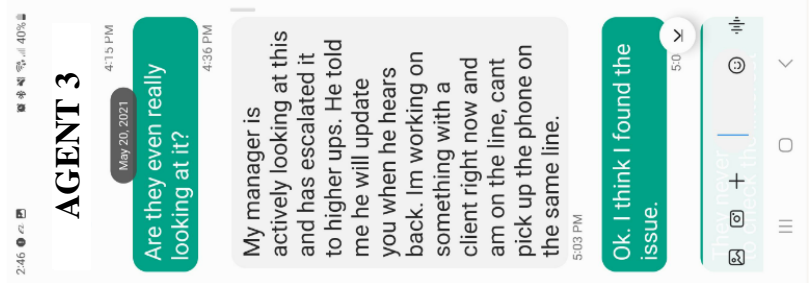 2:46
40%
AGENT 3
4:15 PM
May 20, 2021
Are they even really
looking at it?
4:36 PM
My manager is
actively looking at this
and has escalated it
to higher ups. He told
me he will update
you when he hears
back. Im working on
something with a
client right now and
am on the line, cant
pick up the phone on
the same line.
5:03 PM
Ok. I think I found the
issue.
5:0
They never